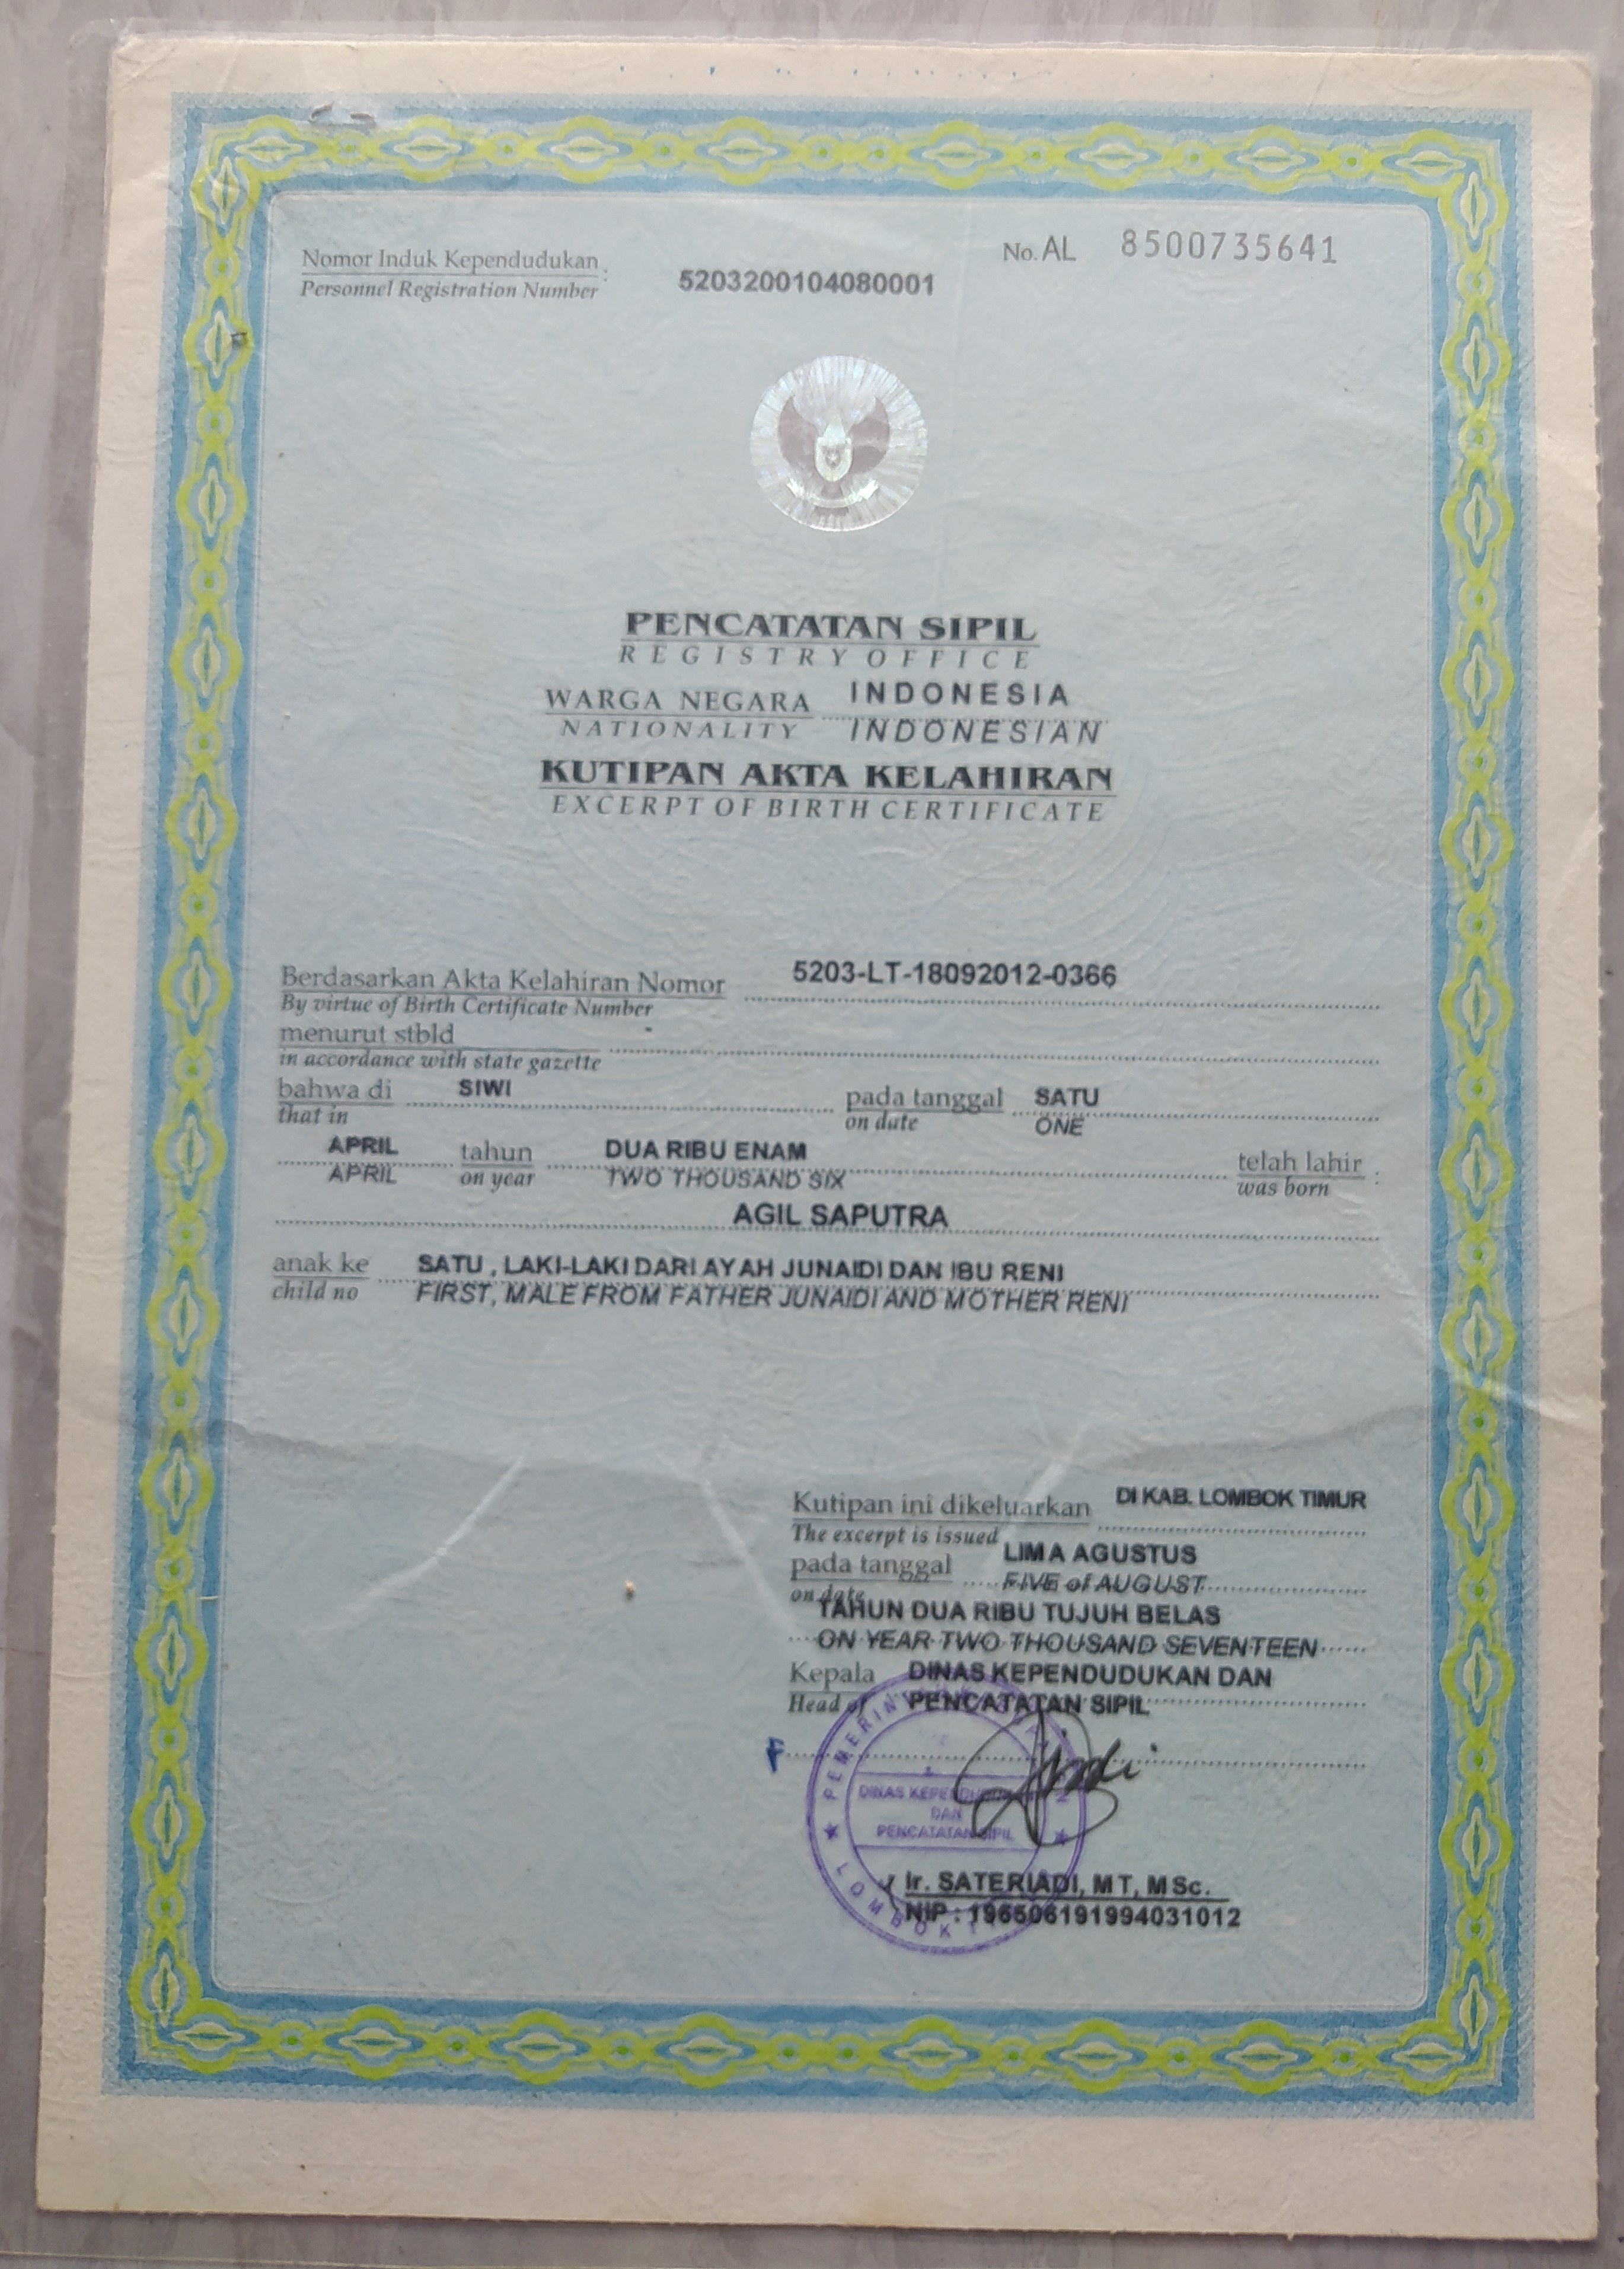 No. AL 8500735641
Nomor Induk Kependudukan : 5203200104080001
Personnel Registration Number
PENCATATAN SIPIL
REGISTRY OFFICE
WARGA NEGARA INDONESIA
NATIONALITY INDONESIAN
KUTIPAN AKTA KELAHIRAN
EXCERPT OF BIRTH CERTIFICATE
Berdasarkan Akta Kelahiran Nomor 5203-LT-18092012-0366
By virtue of Birth Certificate Number
menurut stbld -
in accordance with state gazette
bahwa di SIWI pada tanggal SATU
that in on date ONE
APRIL tahun DUA RIBU ENAM telah lahir :
APRIL on year TWO THOUSAND SIX was born
AGIL SAPUTRA
anak ke SATU , LAKI-LAKI DARI AYAH JUNAIDI DAN IBU RENI
child no FIRST, MALE FROM FATHER JUNAIDI AND MOTHER RENI
Kutipan ini dikeluarkan DI KAB. LOMBOK TIMUR
The excerpt is issued
pada tanggal LIMA AGUSTUS
on date FIVE of AUGUST
TAHUN DUA RIBU TUJUH BELAS
ON YEAR TWO THOUSAND SEVENTEEN
Kepala DINAS KEPENDUDUKAN DAN
Head of PENCATATAN SIPIL
DINAS
DAN
PENCATATAN SIPIL
LOMBOK
Ir. SATERIADI, MT, MSc.
NIP : 196506191994031012